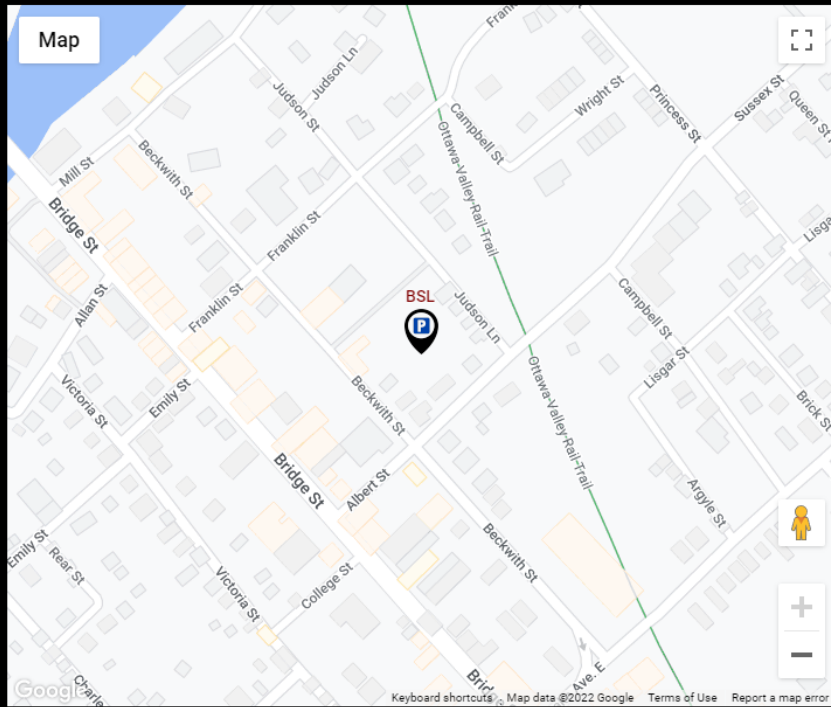 Map
Frankl
Judson Ln
Judson St
Wright St
Princess St
Sussex St
Queen St
Campbell St
Ottawa Valley Rail Trail
Beckwith St
Mill St
Bridge St
Franklin St
Lisgar
Allan St
Franklin St
BSL
P
Judson Ln
Campbell St
Lisgar St
Victoria St
Emily St
Beckwith St
Ottawa Valley Rail Trail
Brick St
Bridge St
Albert St
Argyle St
Emily St
Rear St
Beckwith St
Victoria St
College St
Ave. E
Charle
Bridg
Google
Keyboard shortcuts
Map data ©2022 Google
Terms of Use
Report a map error